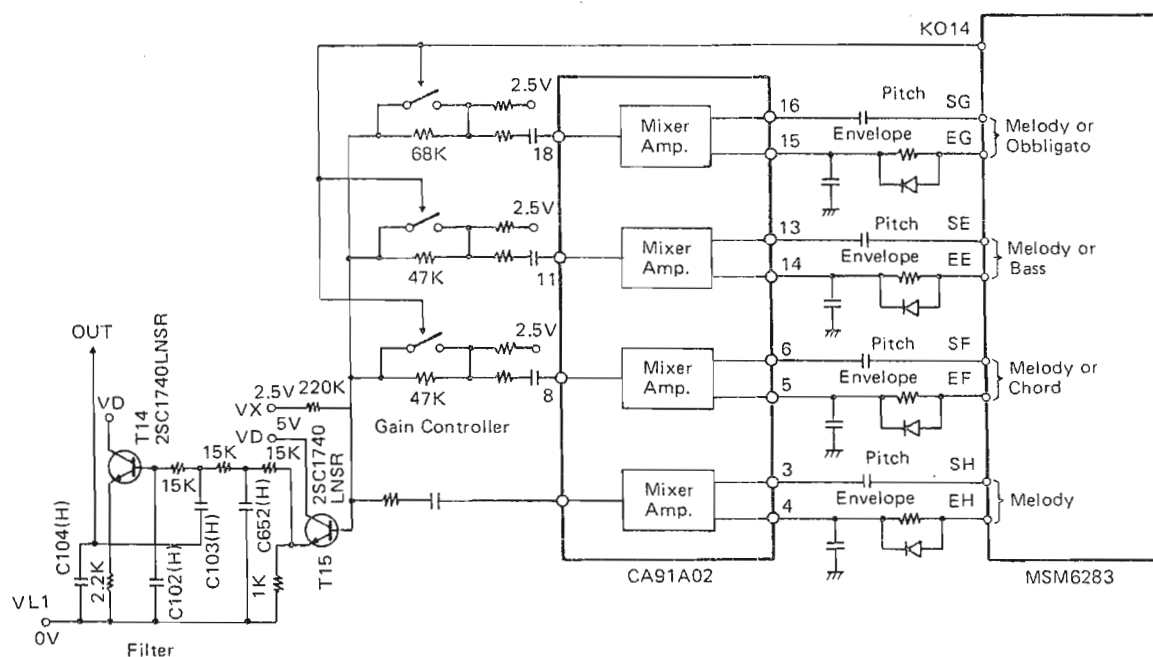 KO14
2.5V
68K
18
Mixer
Amp.
16
15
Pitch
SG
Envelope
EG
Melody or
Obbligato
2.5V
47K
11
Mixer
Amp.
13
14
Pitch
SE
Envelope
EE
Melody or
Bass
2.5V
47K
8
Mixer
Amp.
6
5
Pitch
SF
Envelope
EF
Melody or
Chord
Mixer
Amp.
3
4
Pitch
SH
Envelope
EH
Melody
OUT
VD
T14
2SC1740LNSR
2.5V
VX
220K
5V
VD
Gain Controller
15K
15K
15K
2SC1740
LNSR
T15
C104(H)
2.2K
C102(H)
C103(H)
C652(H)
1K
VL1
0V
Filter
CA91A02
MSM6283